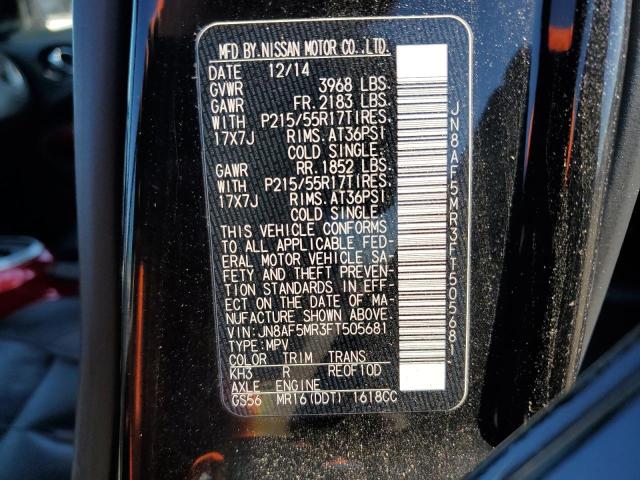 MFD BY NISSAN MOTOR CO.,LTD.
DATE 12/14
GVWR 3968 LBS.
GAWR FR. 2183 LBS.
WITH P215/55R17TIRES.
17X7J RIMS. AT36PSI
COLD SINGLE.
GAWR RR. 1852 LBS.
WITH P215/55R17TIRES.
17X7J RIMS. AT36PSI
COLD SINGLE.
THIS VEHICLE CONFORMS
TO ALL APPLICABLE FED-
ERAL MOTOR VEHICLE SA-
FETY AND THEFT PREVEN-
TION STANDARDS IN EFF-
ECT ON THE DATE OF MA-
NUFACTURE SHOWN ABOVE.
VIN:JN8AF5MR3FT505681
TYPE:MPV
COLOR TRIM TRANS
KH3 R REOF10D
AXLE ENGINE
GS56 MR16(DDT) 1618CC
JN8AF5MR3FT505681